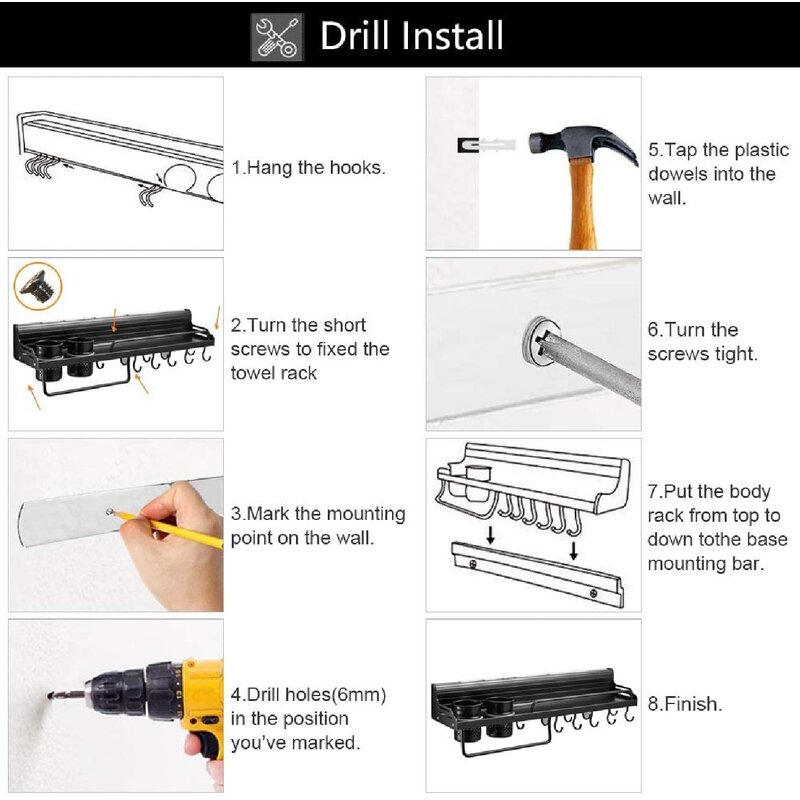 Drill Install
1.Hang the hooks.
2.Turn the short
screws to fixed the
towel rack
3.Mark the mounting
point on the wall.
4.Drill holes(6mm)
in the position
you've marked.
5.Tap the plastic
dowels into the
wall.
6.Turn the
screws tight.
7.Put the body
rack from top to
down tothe base
mounting bar.
8.Finish.